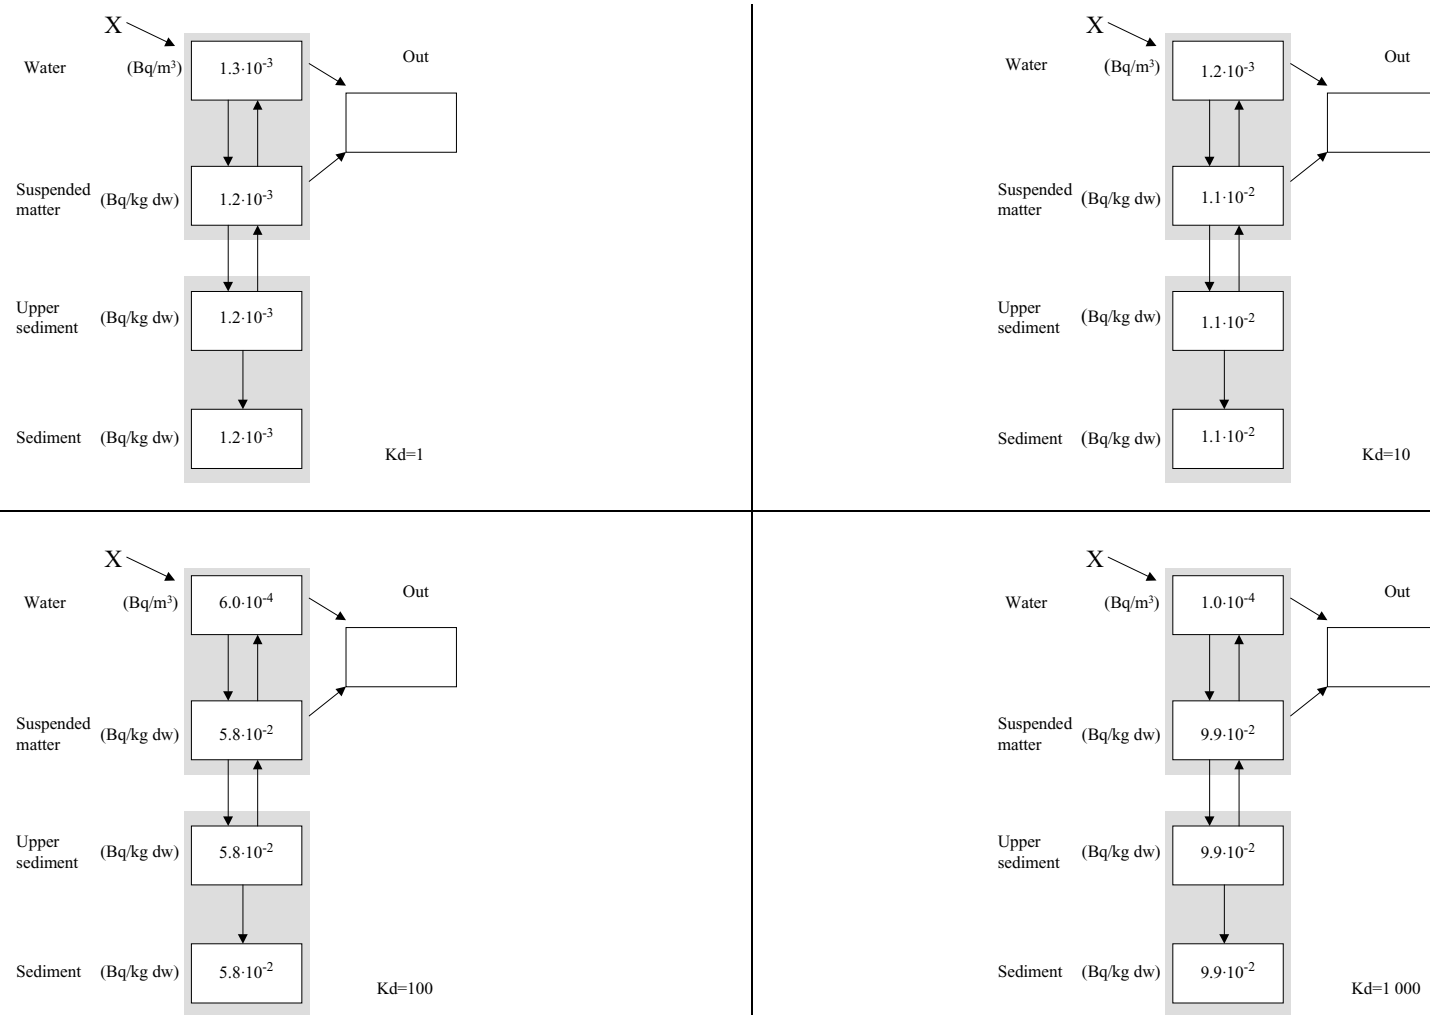 X
Out
Water (Bq/m³) 1.3·10⁻³
Suspended
matter (Bq/kg dw) 1.2·10⁻³
Upper
sediment (Bq/kg dw) 1.2·10⁻³
Sediment (Bq/kg dw) 1.2·10⁻³
Kd=1
X
Out
Water (Bq/m³) 1.2·10⁻³
Suspended
matter (Bq/kg dw) 1.1·10⁻²
Upper
sediment (Bq/kg dw) 1.1·10⁻²
Sediment (Bq/kg dw) 1.1·10⁻²
Kd=10
X
Out
Water (Bq/m³) 6.0·10⁻⁴
Suspended
matter (Bq/kg dw) 5.8·10⁻²
Upper
sediment (Bq/kg dw) 5.8·10⁻²
Sediment (Bq/kg dw) 5.8·10⁻²
Kd=100
X
Out
Water (Bq/m³) 1.0·10⁻⁴
Suspended
matter (Bq/kg dw) 9.9·10⁻²
Upper
sediment (Bq/kg dw) 9.9·10⁻²
Sediment (Bq/kg dw) 9.9·10⁻²
Kd=1 000